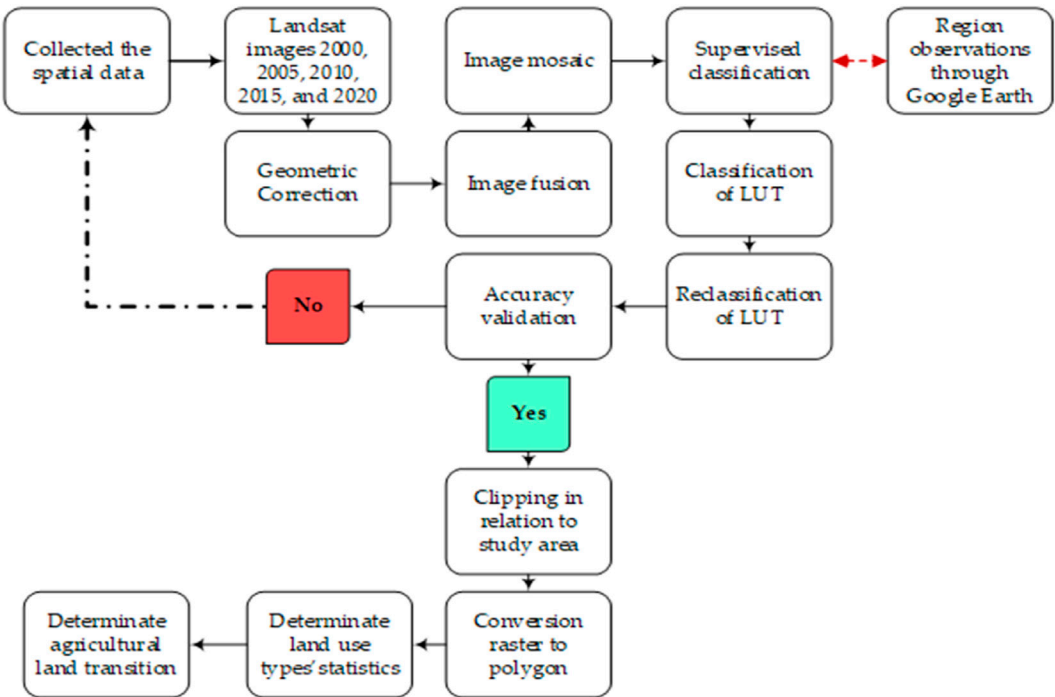 Collected the
spatial data
Landsat
images 2000,
2005, 2010,
2015, and 2020
Image mosaic
Supervised
classification
Region
observations
through
Google Earth
Geometric
Correction
Image fusion
Classification
of LUT
No
Accuracy
validation
Reclassification
of LUT
Yes
Clipping in
relation to
study area
Determinate
agricultural
land transition
Determinate
land use
types' statistics
Conversion
raster to
polygon